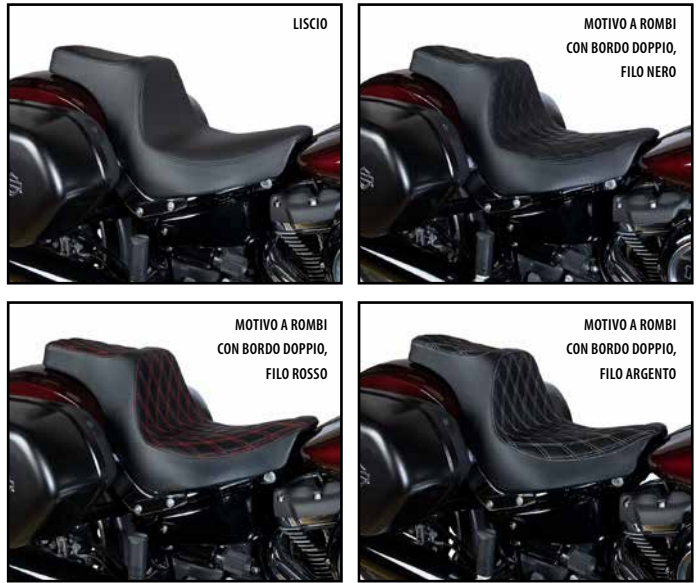 LISCIO
MOTIVO A ROMBI
CON BORDO DOPPIO,
FILO NERO
MOTIVO A ROMBI
CON BORDO DOPPIO,
FILO ROSSO
MOTIVO A ROMBI
CON BORDO DOPPIO,
FILO ARGENTO